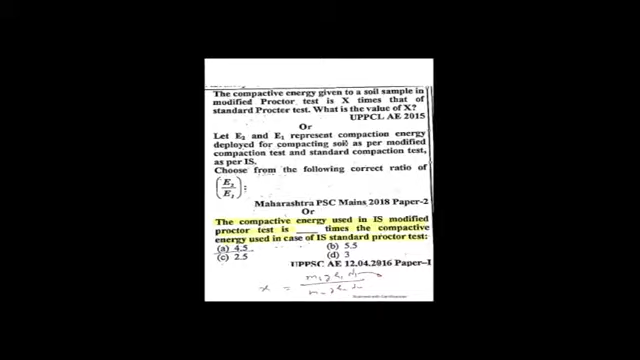 The compactive energy given to a soil sample in
modified Proctor test is X times that of
standard Procter test. What is the value of X?
UPPCL AE 2015
Or
Let E₂ and E₁ represent compaction energy
deployed for compacting soil as per modified
compaction test and standard compaction test,
as per IS.
Choose from the following correct ratio of
(E₂/E₁):
Maharashtra PSC Mains 2018 Paper-2
Or
The compactive energy used in IS modified
proctor test is ____ times the compactive
energy used in case of IS standard proctor test:
(a) 4.5 (b) 5.5
(c) 2.5 (d) 3
UPPSC AE 12.04.2016 Paper-I
x =